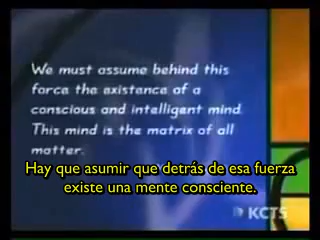 We must assume behind this
force the existence of a
conscious and intelligent mind.
This mind is the matrix of all
matter.
Hay que asumir que detrás de esa fuerza
existe una mente consciente.
KCTS